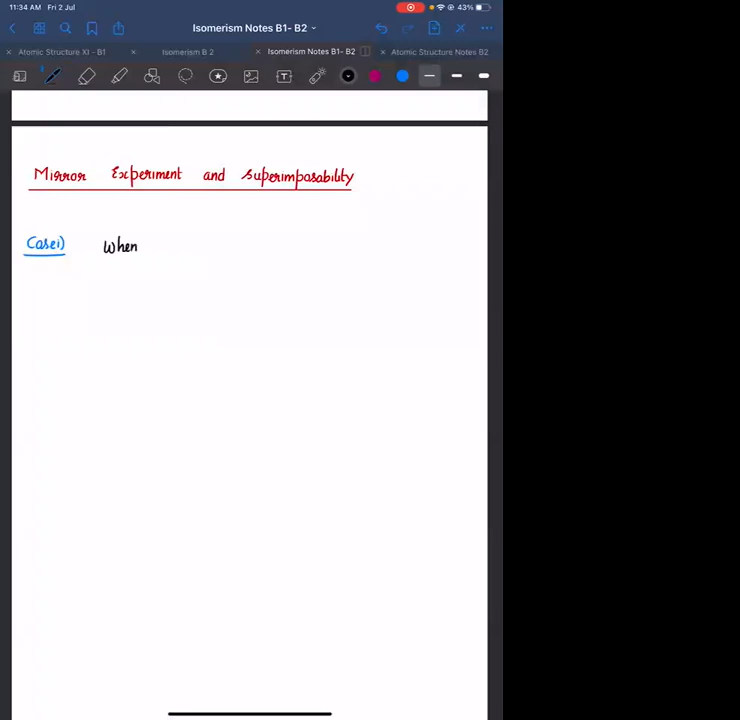 11:34 AM Fri 2 Jul
43%
Isomerism Notes B1- B2
Atomic Structure XI - B1
Isomerism B 2
Isomerism Notes B1- B2
Atomic Structure Notes B2
Mirror Experiment and Superimposability
Case i) When